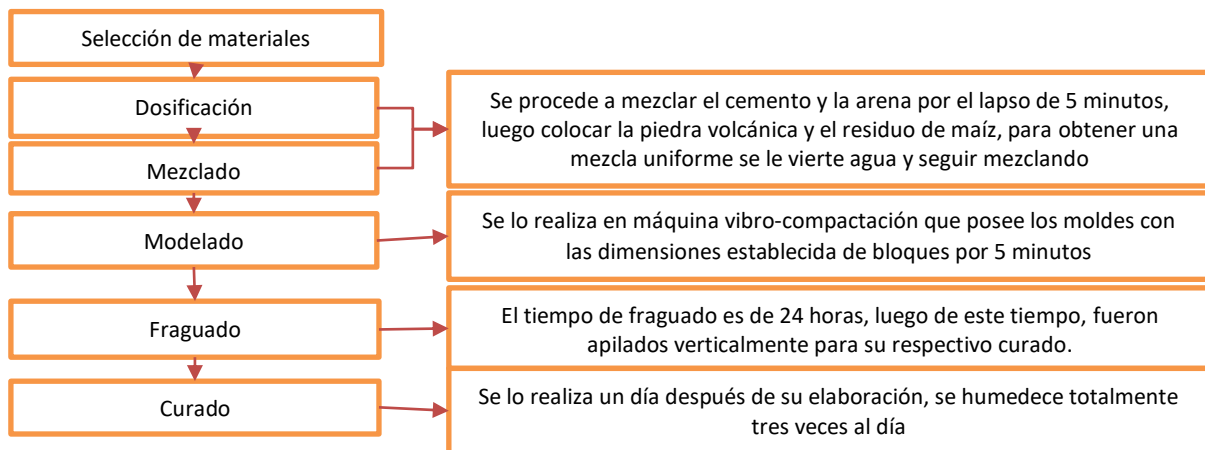 Selección de materiales
Dosificación
Se procede a mezclar el cemento y la arena por el lapso de 5 minutos,
luego colocar la piedra volcánica y el residuo de maíz, para obtener una
mezcla uniforme se le vierte agua y seguir mezclando
Mezclado
Modelado
Se lo realiza en máquina vibro-compactación que posee los moldes con
las dimensiones establecida de bloques por 5 minutos
Fraguado
El tiempo de fraguado es de 24 horas, luego de este tiempo, fueron
apilados verticalmente para su respectivo curado.
Curado
Se lo realiza un día después de su elaboración, se humedece totalmente
tres veces al día